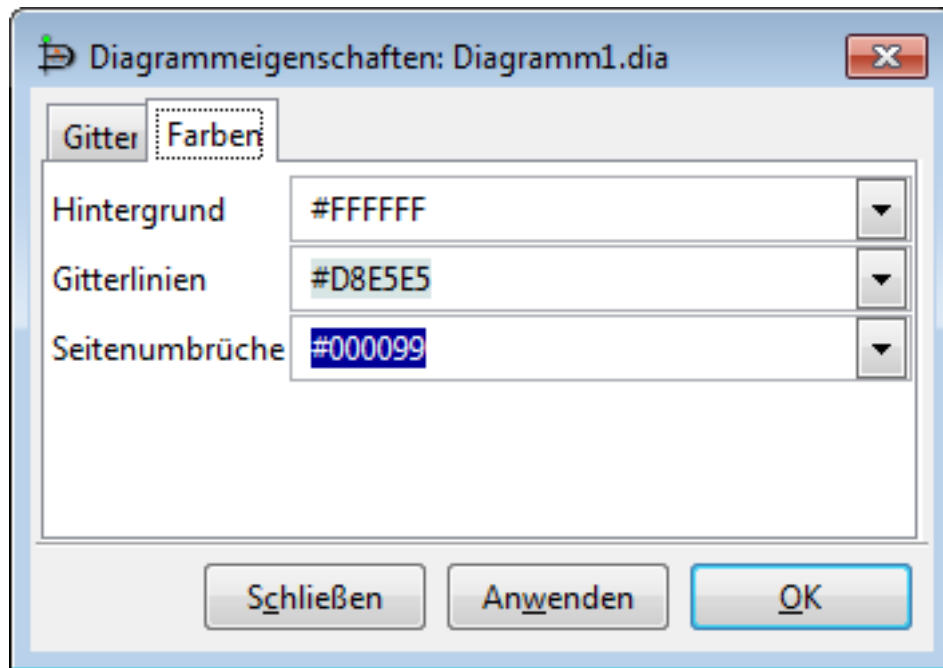 Diagrammeigenschaften: Diagramm1.dia
Gitter Farben
Hintergrund #FFFFFF
Gitterlinien #D8E5E5
Seitenumbrüche #000099
Schließen Anwenden OK